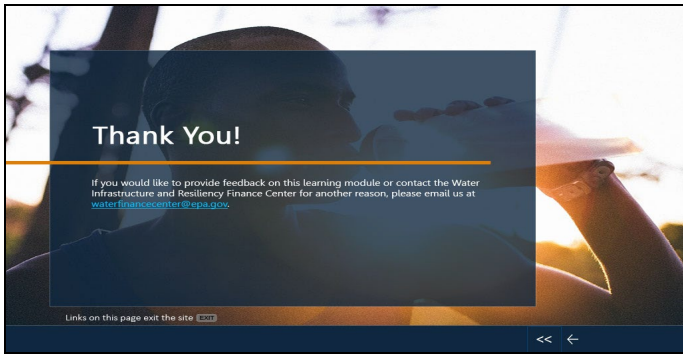 Thank You!
If you would like to provide feedback on this learning module or contact the Water
Infrastructure and Resiliency Finance Center for another reason, please email us at
waterfinancecenter@epa.gov.
Links on this page exit the site EXIT
<< ←